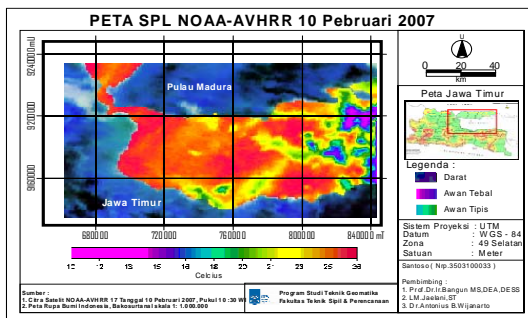 PETA SPL NOAA-AVHRR 10 Pebruari 2007
9240000 mU
9160000
Pulau Madura
Jawa Timur
680000
720000
760000
800000
840000 mT
Celcius
U
0 20 40
km
Peta Jawa Timur
Legenda :
Darat
Awan Tebal
Awan Tipis
Sistem Proyeksi : UTM
Datum : WGS - 84
Zona : 49 Selatan
Satuan : Meter
Santoso ( Nrp.3503100033 )
Pembimbing :
1. Prof.Dr.Ir.Bangun MS,DEA,DESS
2. LM.Jaelani,ST
3. Dr.Antonius B.Wijanarto
Sumber :
1. Citra Satelit NOAA-AVHRR 17 Tanggal 10 Pebruari 2007, Pukul 10 :30 WI
2. Peta Rupa Bumi Indonesia, Bakosurtanal skala 1: 1.000.000
Program Studi Teknik Geomatika
Fakultas Teknik Sipil & Perencanaan